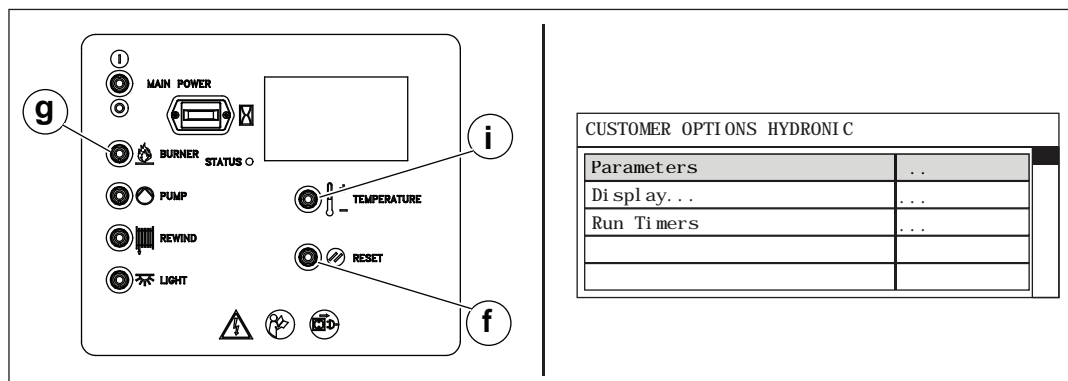 MAIN POWER
g
BURNER
STATUS
PUMP
REWIND
LIGHT
i
TEMPERATURE
RESET
f
CUSTOMER OPTIONS HYDRONIC
Parameters ..
Display... ...
Run Timers ...